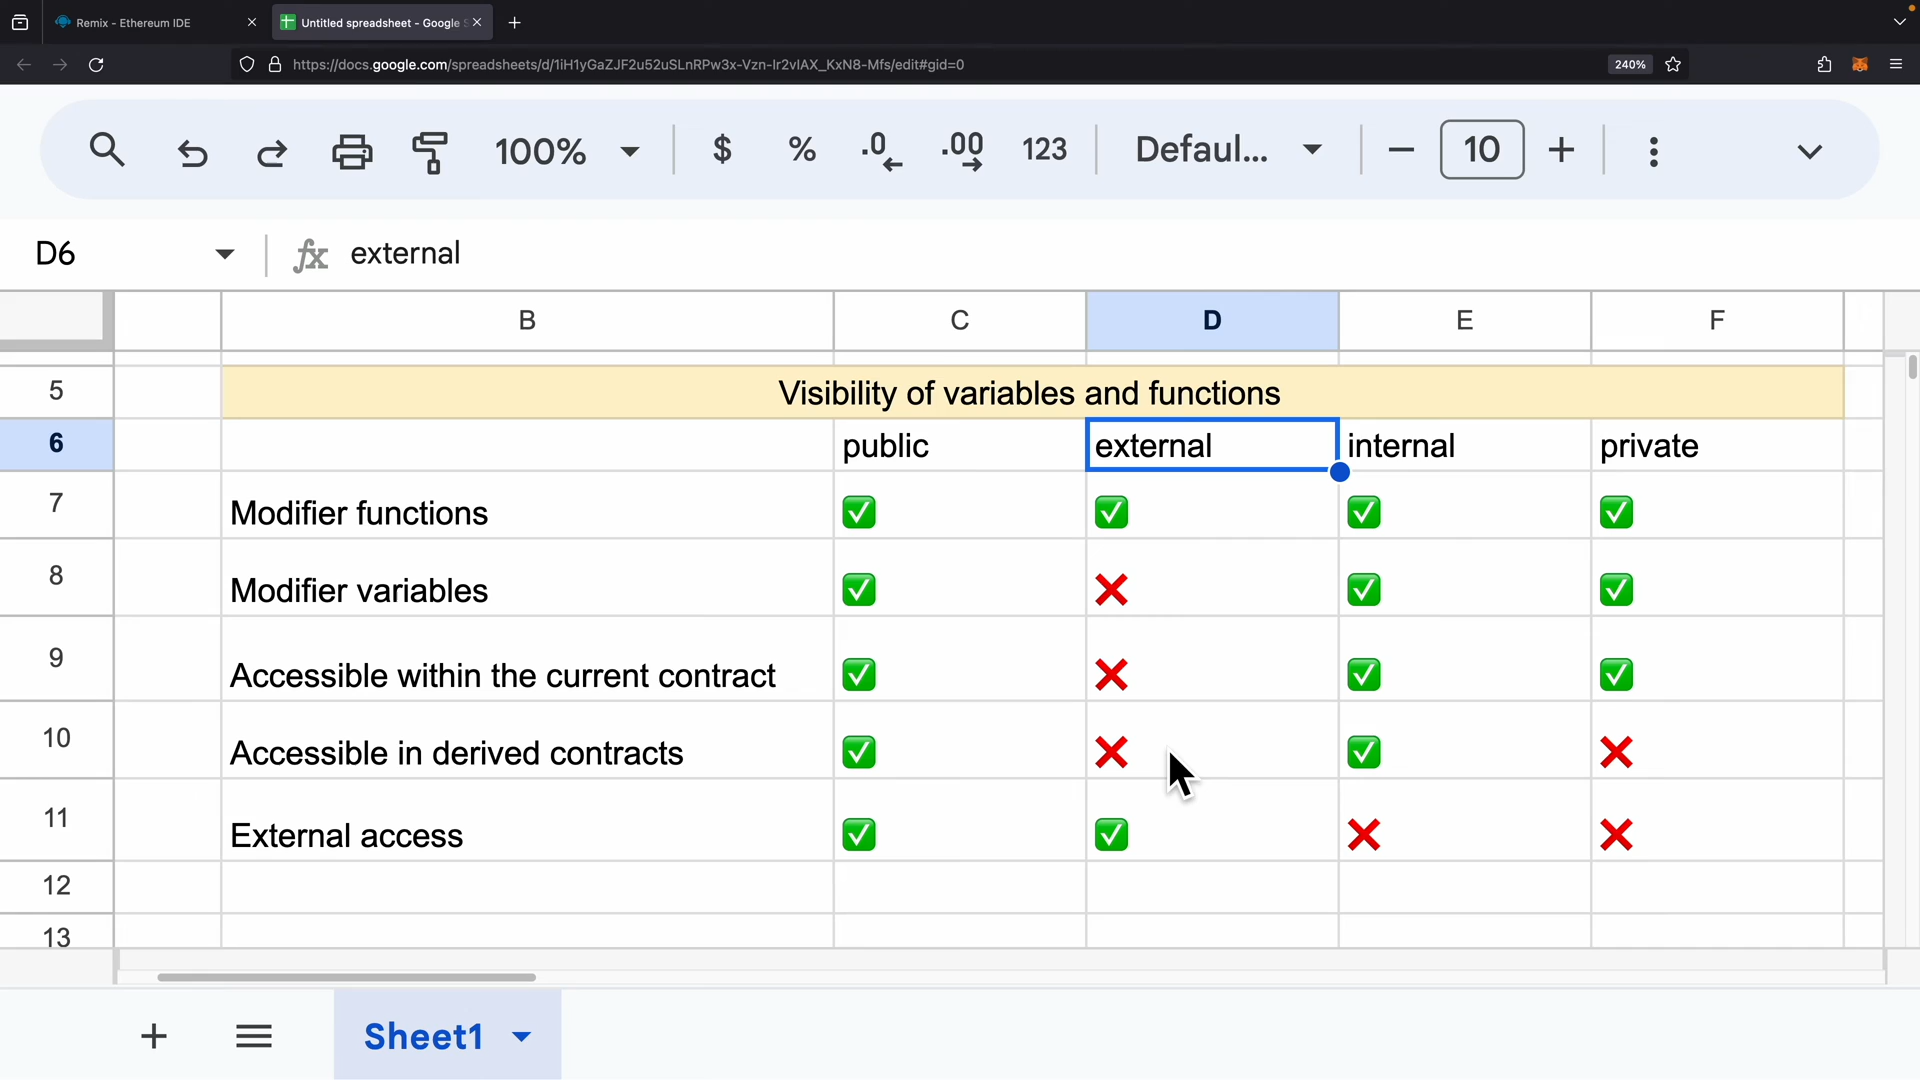 Remix - Ethereum IDE
Untitled spreadsheet - Google S
https://docs.google.com/spreadsheets/d/1iH1yGaZJF2u52uSLnRPw3x-Vzn-Ir2vIAX_KxN8-Mfs/edit#gid=0
240%
100% $ % .0 .00 123 Defaul... 10
D6 fx external
B C D E F
5 Visibility of variables and functions
6 public external internal private
7 Modifier functions
8 Modifier variables
9 Accessible within the current contract
10 Accessible in derived contracts
11 External access
12
13
Sheet1